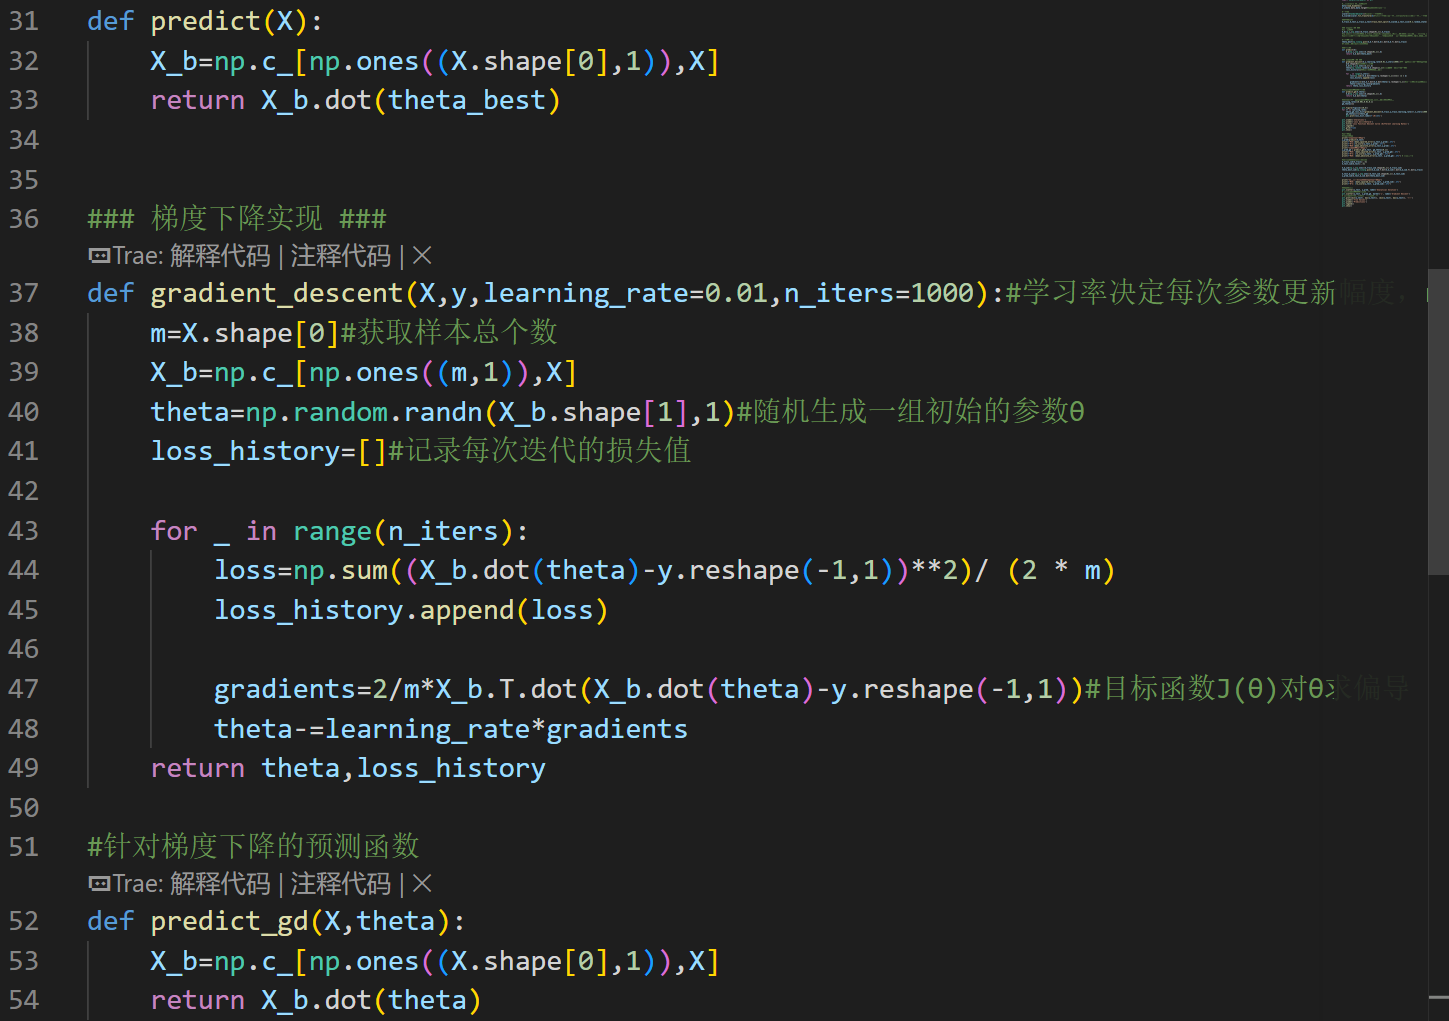 31 def predict(X):
32 X_b=np.c_[np.ones((X.shape[0],1)),X]
33 return X_b.dot(theta_best)
34
35
36 ### 梯度下降实现 ###
Trae: 解释代码 | 注释代码 | ×
37 def gradient_descent(X,y,learning_rate=0.01,n_iters=1000):#学习率决定每次参数更新幅度，
38 m=X.shape[0]#获取样本总个数
39 X_b=np.c_[np.ones((m,1)),X]
40 theta=np.random.randn(X_b.shape[1],1)#随机生成一组初始的参数θ
41 loss_history=[]#记录每次迭代的损失值
42
43 for _ in range(n_iters):
44 loss=np.sum((X_b.dot(theta)-y.reshape(-1,1))**2)/ (2 * m)
45 loss_history.append(loss)
46
47 gradients=2/m*X_b.T.dot(X_b.dot(theta)-y.reshape(-1,1))#目标函数J(θ)对θ求偏导
48 theta-=learning_rate*gradients
49 return theta,loss_history
50
51 #针对梯度下降的预测函数
Trae: 解释代码 | 注释代码 | ×
52 def predict_gd(X,theta):
53 X_b=np.c_[np.ones((X.shape[0],1)),X]
54 return X_b.dot(theta)